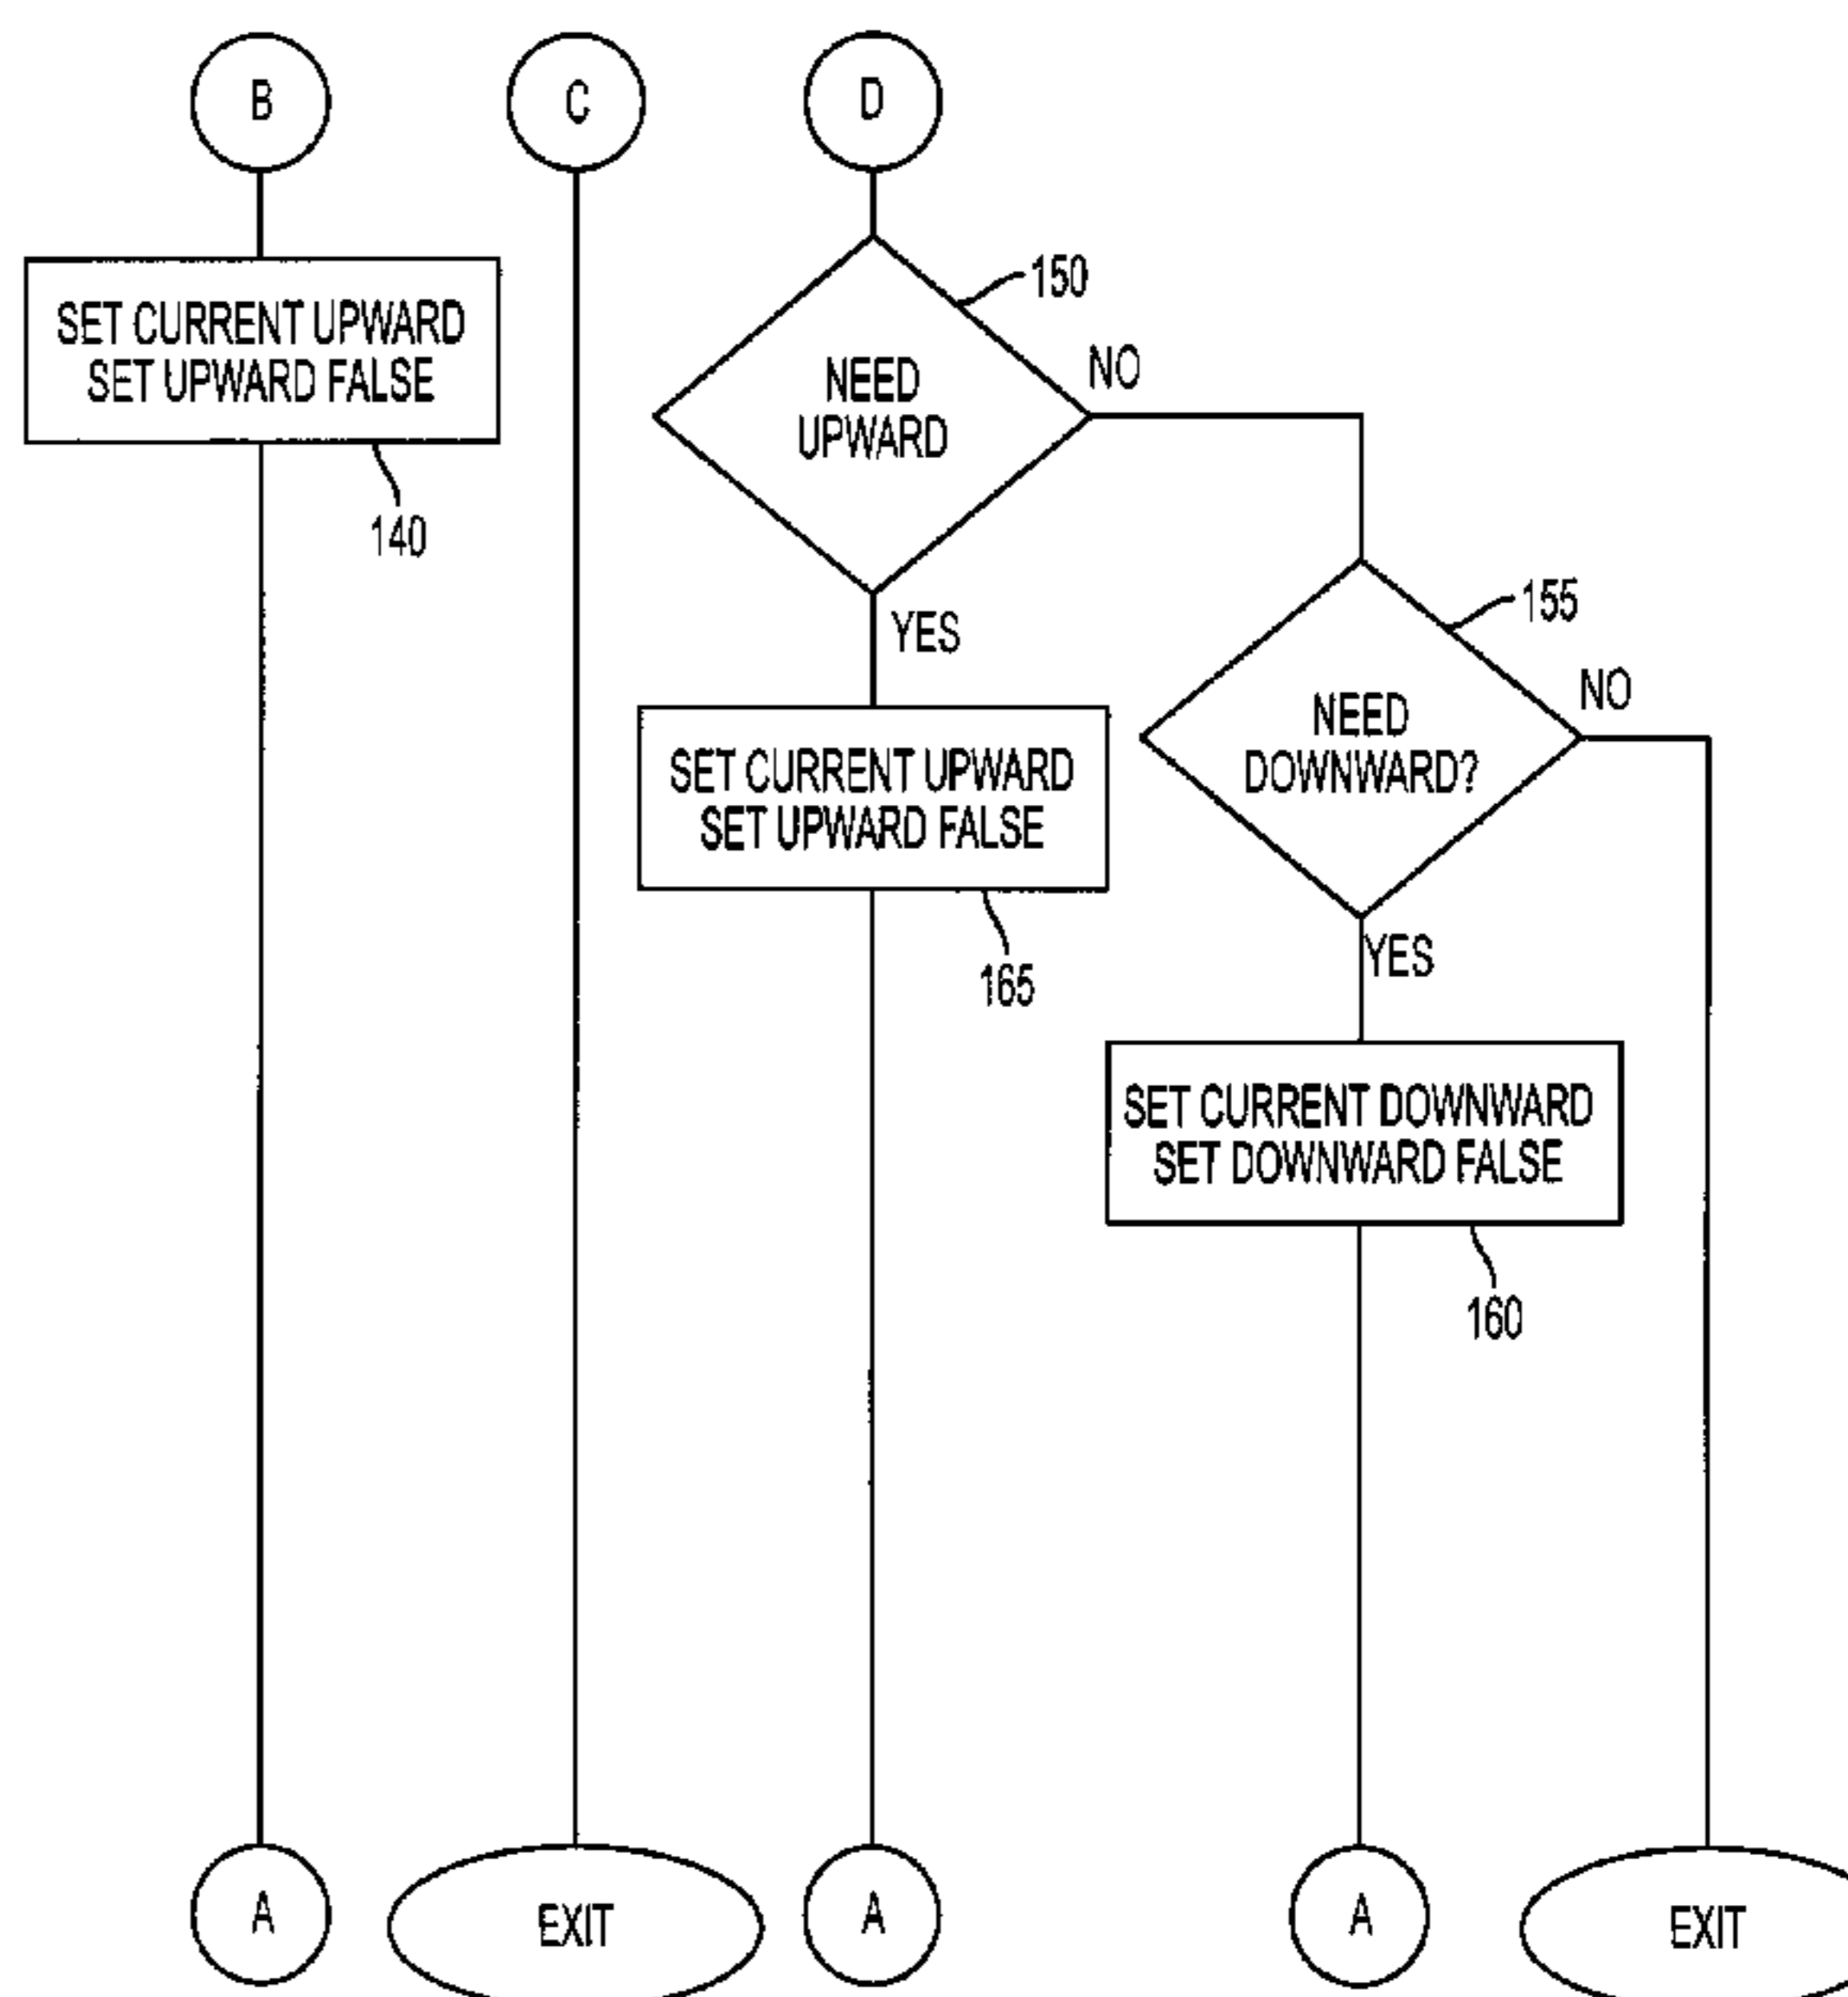 B
C
D
SET CURRENT UPWARD
SET UPWARD FALSE
140
150
NEED
UPWARD
NO
YES
155
NEED
DOWNWARD?
NO
YES
SET CURRENT UPWARD
SET UPWARD FALSE
165
SET CURRENT DOWNWARD
SET DOWNWARD FALSE
160
A
EXIT
A
A
EXIT